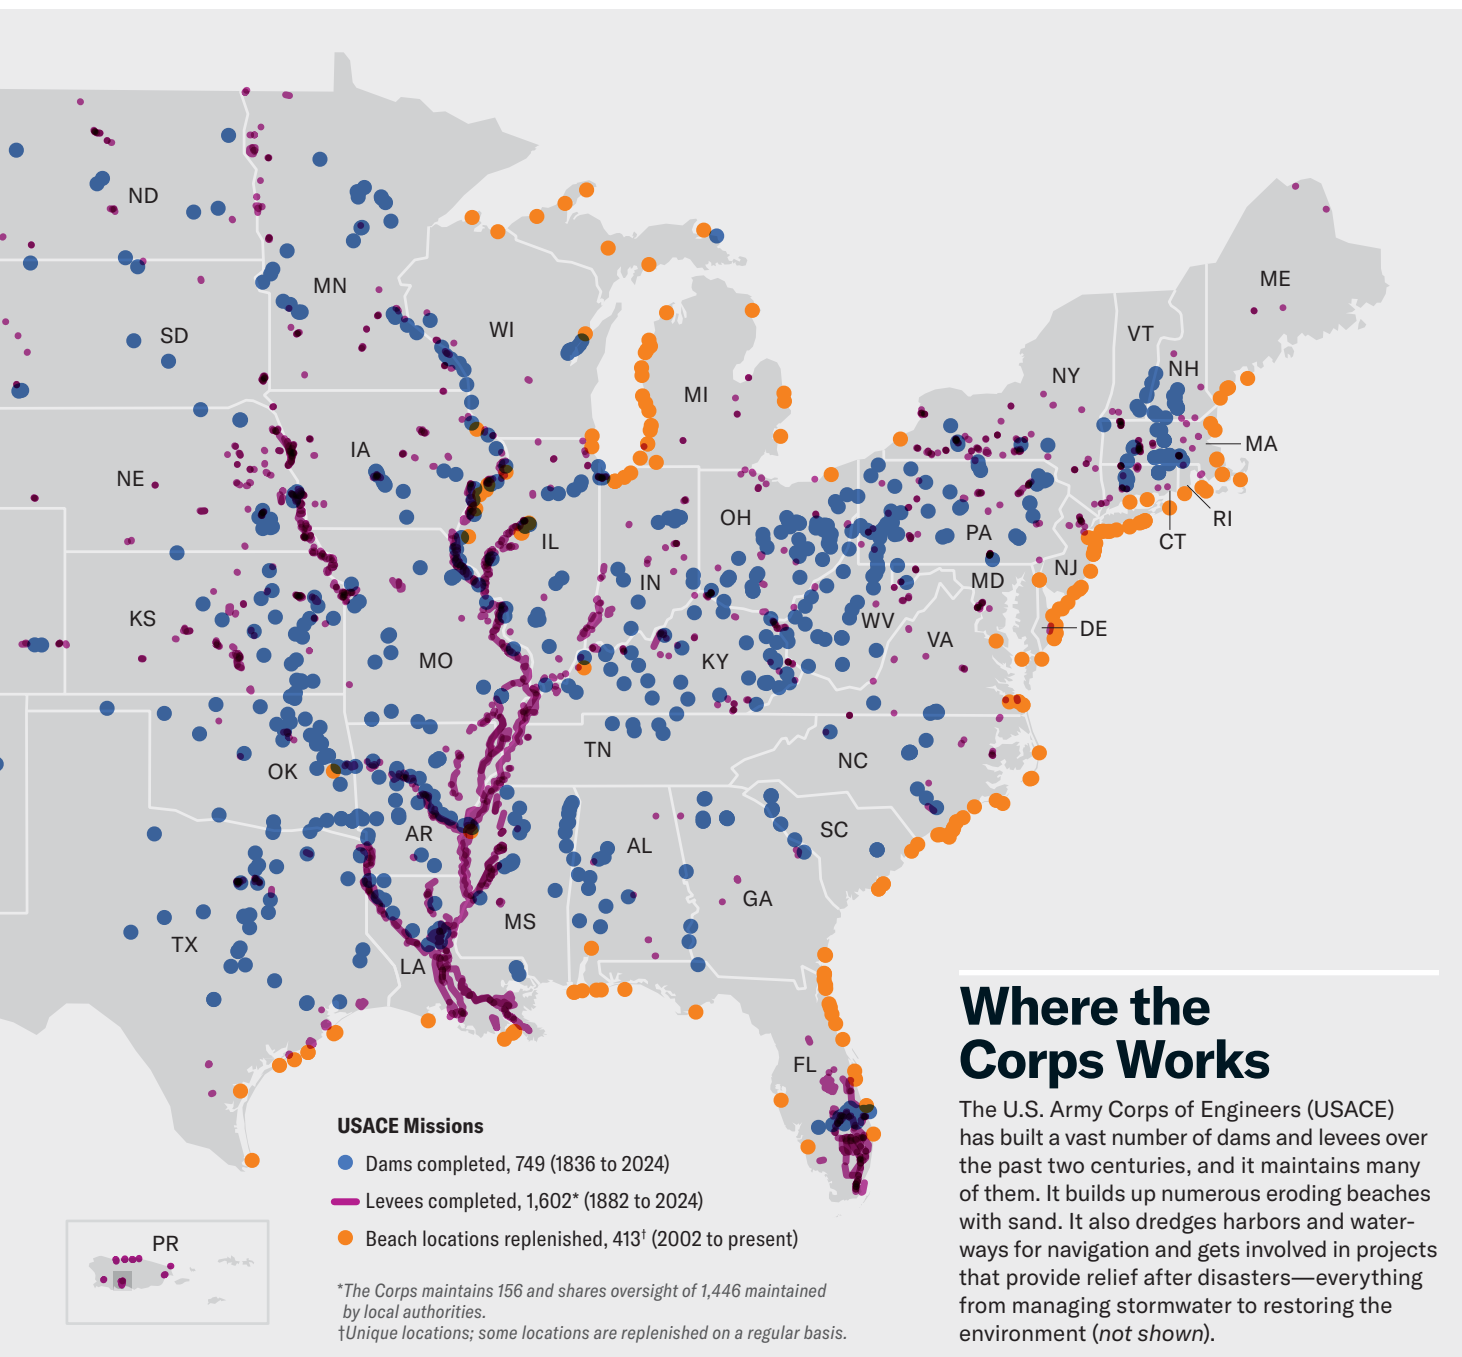 ND
MN
ME
SD
WI
VT
NH
NY
MI
MA
IA
NE
RI
OH
PA
CT
IL
NJ
MD
IN
KS
WV
DE
VA
MO
KY
TN
NC
OK
AR
SC
AL
GA
MS
TX
LA
FL
PR
Where the
Corps Works
The U.S. Army Corps of Engineers (USACE)
has built a vast number of dams and levees over
the past two centuries, and it maintains many
of them. It builds up numerous eroding beaches
with sand. It also dredges harbors and water-
ways for navigation and gets involved in projects
that provide relief after disasters—everything
from managing stormwater to restoring the
environment (not shown).
USACE Missions
Dams completed, 749 (1836 to 2024)
Levees completed, 1,602* (1882 to 2024)
Beach locations replenished, 413† (2002 to present)
*The Corps maintains 156 and shares oversight of 1,446 maintained
by local authorities.
†Unique locations; some locations are replenished on a regular basis.